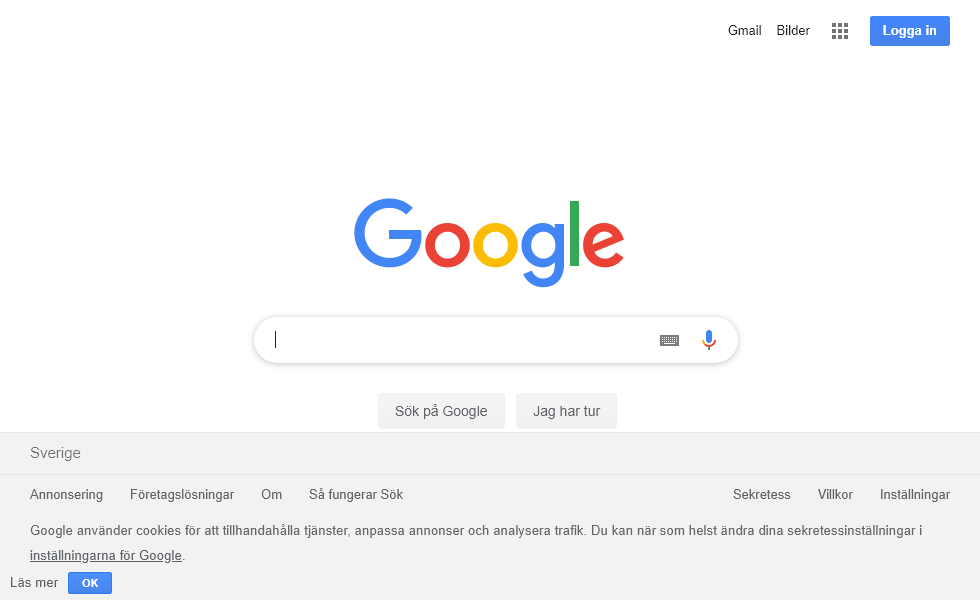 Gmail Bilder Logga in
Google
Sök på Google Jag har tur
Sverige
Annonsering Företagslösningar Om Så fungerar Sök Sekretess Villkor Inställningar
Google använder cookies för att tillhandahålla tjänster, anpassa annonser och analysera trafik. Du kan när som helst ändra dina sekretessinställningar i
inställningarna för Google.
Läs mer OK